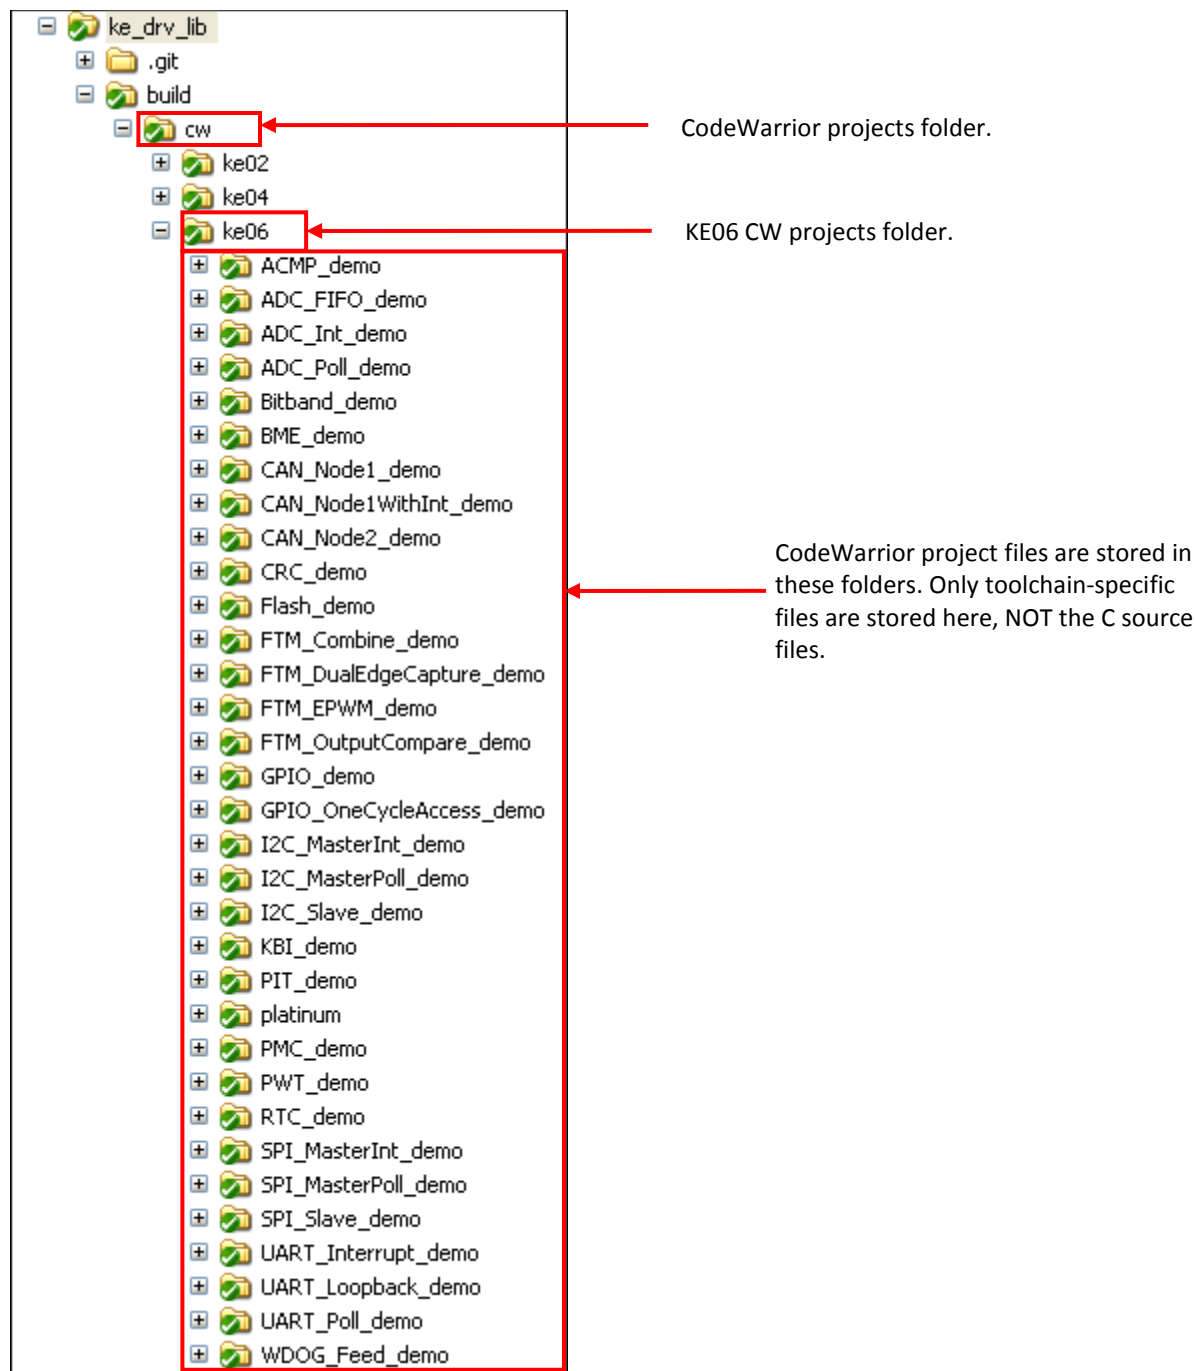 ke_drv_lib
.git
build
cw
CodeWarrior projects folder.
ke02
ke04
ke06
KE06 CW projects folder.
ACMP_demo
ADC_FIFO_demo
ADC_Int_demo
ADC_Poll_demo
Bitband_demo
BME_demo
CAN_Node1_demo
CAN_Node1WithInt_demo
CAN_Node2_demo
CRC_demo
Flash_demo
FTM_Combine_demo
FTM_DualEdgeCapture_demo
FTM_EPWM_demo
FTM_OutputCompare_demo
GPIO_demo
GPIO_OneCycleAccess_demo
I2C_MasterInt_demo
I2C_MasterPoll_demo
I2C_Slave_demo
KBI_demo
PIT_demo
platinum
PMC_demo
PWT_demo
RTC_demo
SPI_MasterInt_demo
SPI_MasterPoll_demo
SPI_Slave_demo
UART_Interrupt_demo
UART_Loopback_demo
UART_Poll_demo
WDOG_Feed_demo
CodeWarrior project files are stored in
these folders. Only toolchain-specific
files are stored here, NOT the C source
files.